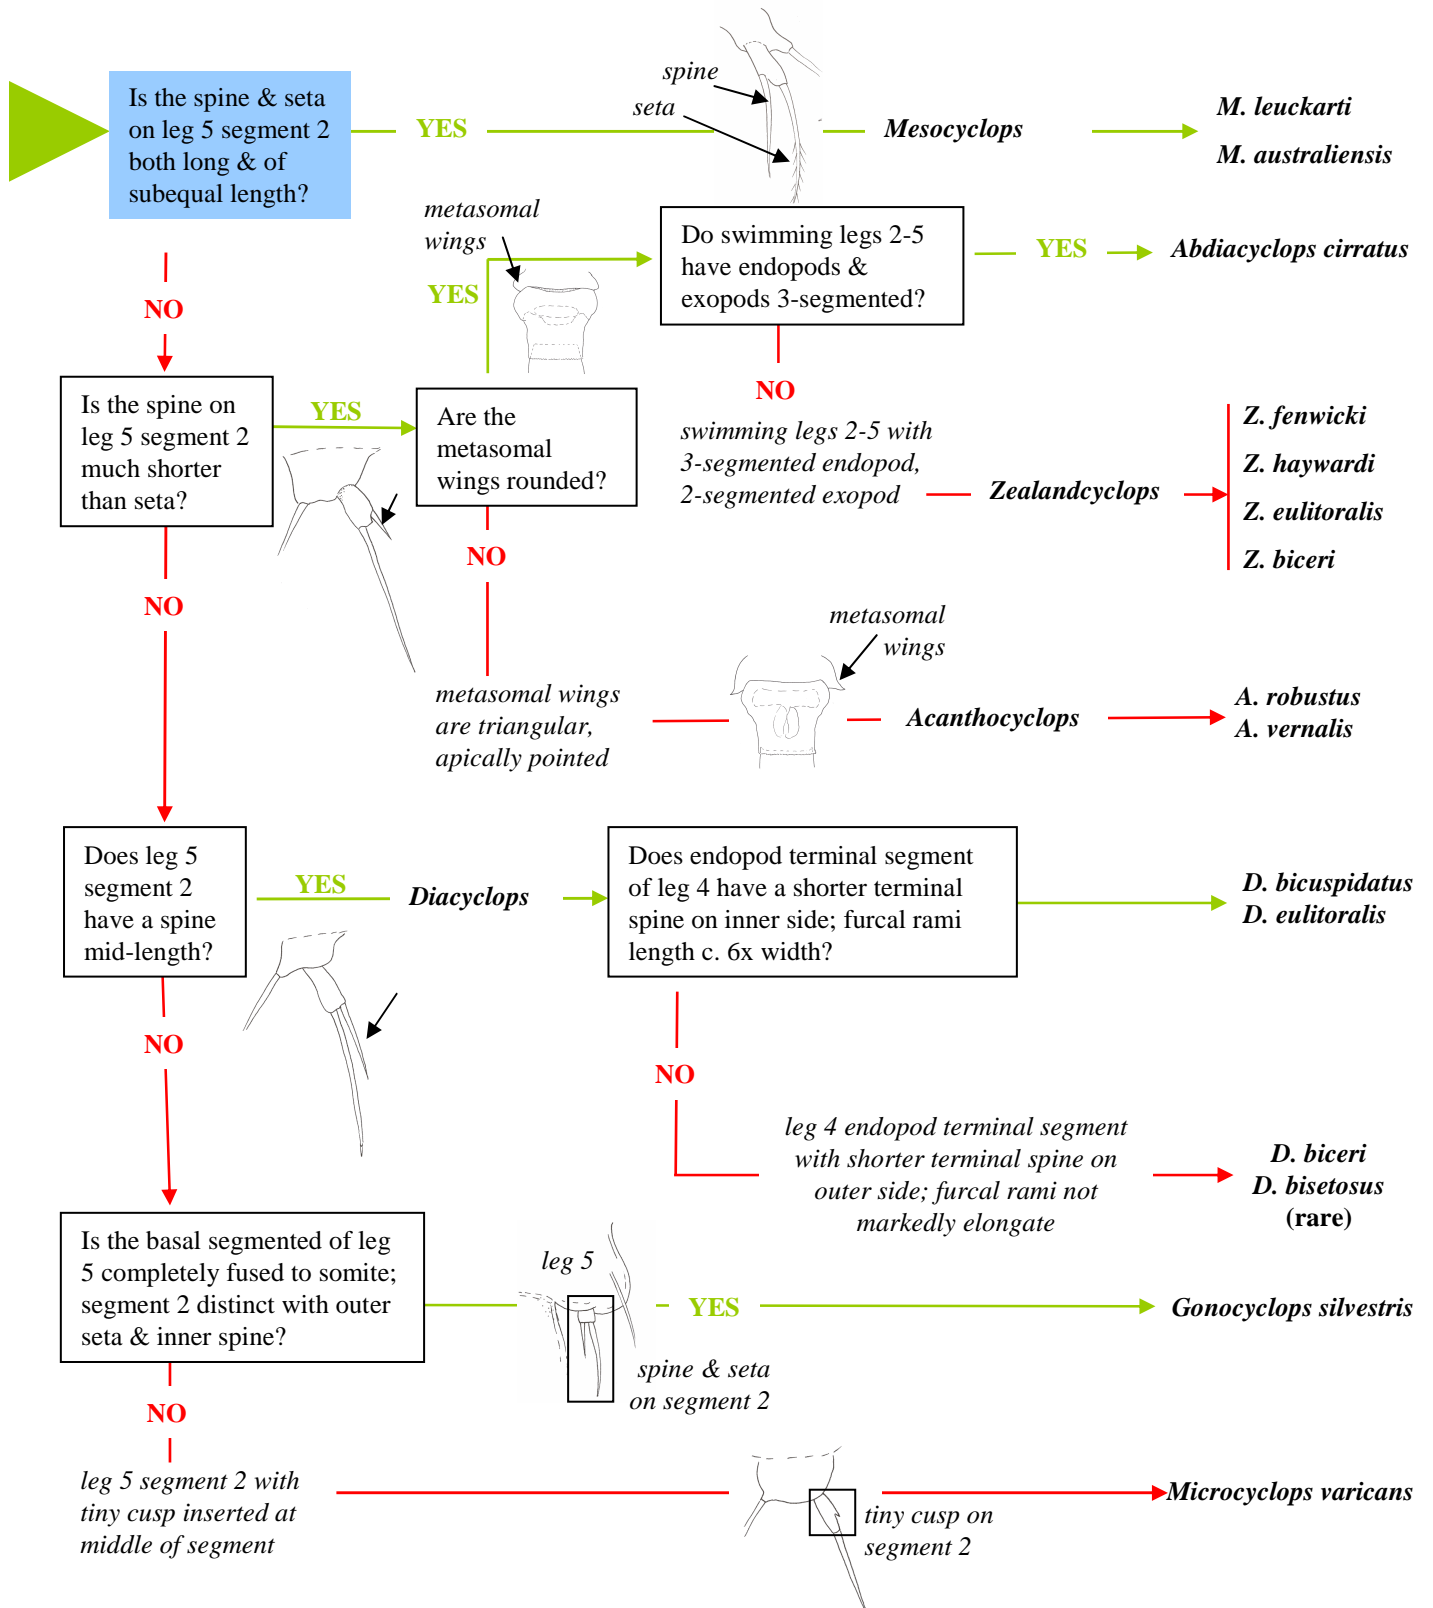 Is the spine & seta
on leg 5 segment 2
both long & of
subequal length?
YES
spine
seta
Mesocyclops
M. leuckarti
M. australiensis
NO
metasomal
wings
YES
Do swimming legs 2-5
have endopods &
exopods 3-segmented?
YES
Abdiacyclops cirratus
Is the spine on
leg 5 segment 2
much shorter
than seta?
YES
Are the
metasomal
wings rounded?
NO
swimming legs 2-5 with
3-segmented endopod,
2-segmented exopod
Zealandcyclops
Z. fenwicki
Z. haywardi
Z. eulitoralis
Z. biceri
NO
NO
metasomal wings
are triangular,
apically pointed
metasomal
wings
Acanthocyclops
A. robustus
A. vernalis
Does leg 5
segment 2
have a spine
mid-length?
YES
Diacyclops
Does endopod terminal segment
of leg 4 have a shorter terminal
spine on inner side; furcal rami
length c. 6x width?
D. bicuspidatus
D. eulitoralis
NO
NO
leg 4 endopod terminal segment
with shorter terminal spine on
outer side; furcal rami not
markedly elongate
D. biceri
D. bisetosus
(rare)
Is the basal segmented of leg
5 completely fused to somite;
segment 2 distinct with outer
seta & inner spine?
leg 5
YES
spine & seta
on segment 2
Gonocyclops silvestris
NO
leg 5 segment 2 with
tiny cusp inserted at
middle of segment
tiny cusp on
segment 2
Microcyclops varicans